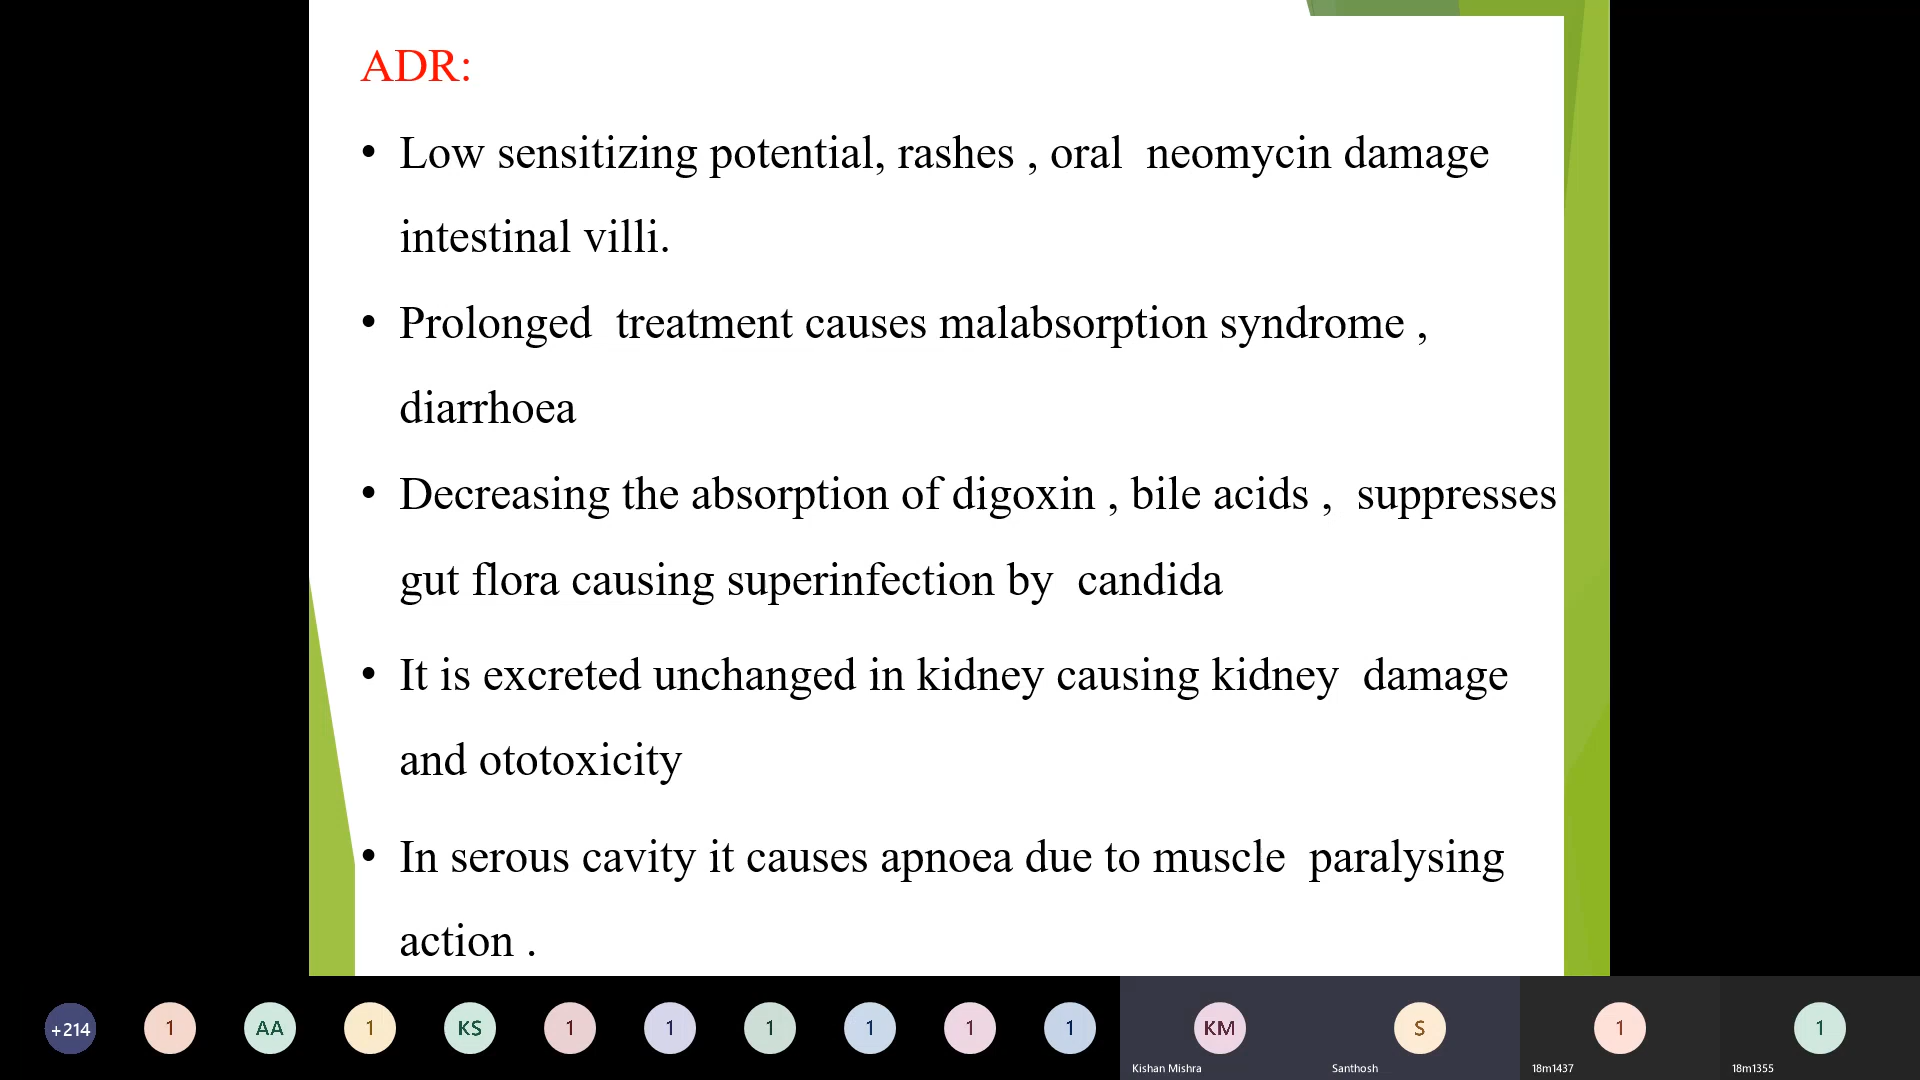 ADR:
• Low sensitizing potential, rashes , oral neomycin damage
intestinal villi.
• Prolonged treatment causes malabsorption syndrome ,
diarrhoea
• Decreasing the absorption of digoxin , bile acids , suppresses
gut flora causing superinfection by candida
• It is excreted unchanged in kidney causing kidney damage
and ototoxicity
• In serous cavity it causes apnoea due to muscle paralysing
action .
+214 1 AA 1 KS 1 1 1 1 1 1 KM S 1 1
Kishan Mishra Santhosh 18m1437 18m1355